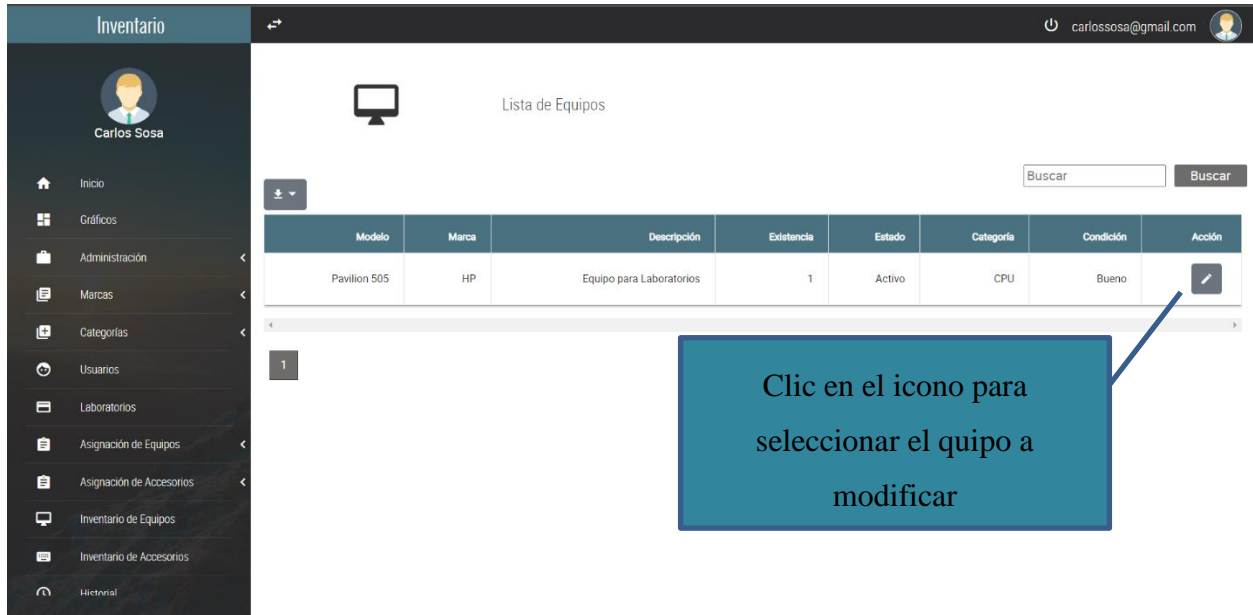 Inventario
carlossosa@gmail.com
Carlos Sosa
Inicio
Gráficos
Administración
Marcas
Categorías
Usuarios
Laboratorios
Asignación de Equipos
Asignación de Accesorios
Inventario de Equipos
Inventario de Accesorios
Historial
Lista de Equipos
Buscar Buscar
Modelo Marca Descripción Existencia Estado Categoría Condición Acción
Pavilion 505 HP Equipo para Laboratorios 1 Activo CPU Bueno
1
Clic en el icono para
seleccionar el quipo a
modificar